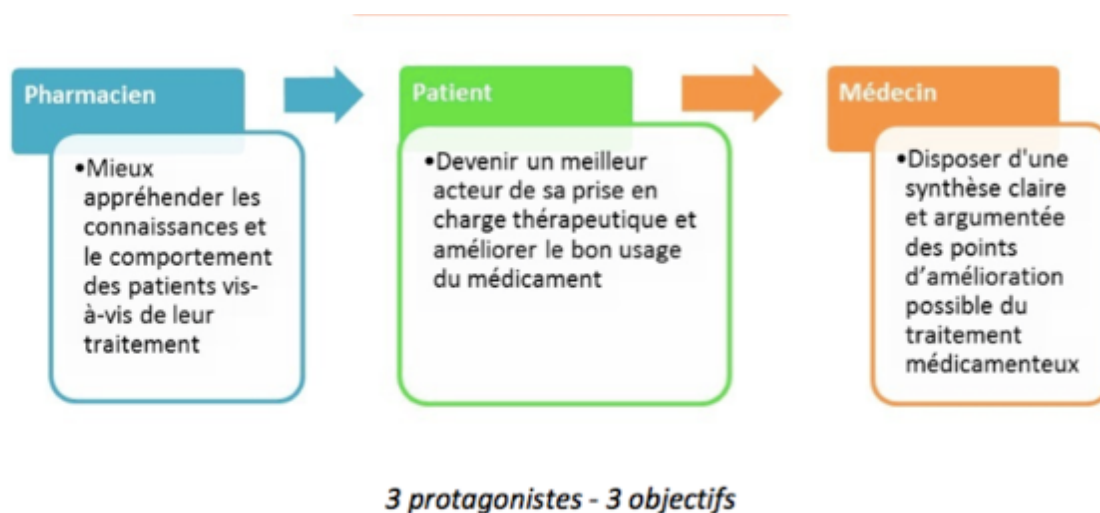 Pharmacien
•Mieux
appréhender les
connaissances et
le comportement
des patients vis-
à-vis de leur
traitement
Patient
•Devenir un meilleur
acteur de sa prise en
charge thérapeutique et
améliorer le bon usage
du médicament
Médecin
•Disposer d'une
synthèse claire
et argumentée
des points
d’amélioration
possible du
traitement
médicamenteux
3 protagonistes - 3 objectifs